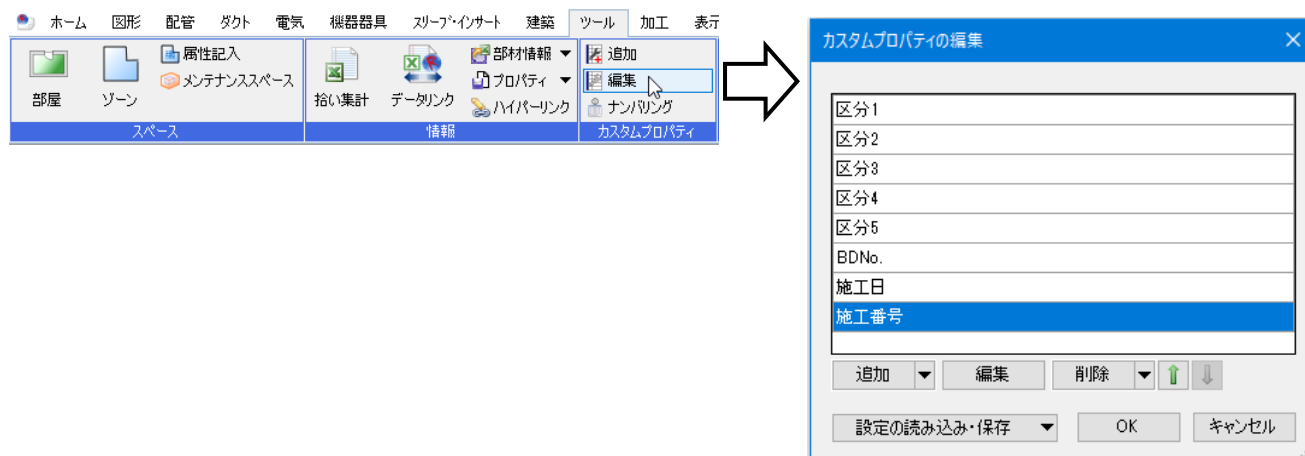 ホーム 図形 配管 ダクト 電気 機器器具 スリーブ・インサート 建築 ツール 加工 表示
部屋
ゾーン
属性記入
メンテナンススペース
スペース
拾い集計
データリンク
部材情報
プロパティ
ハイパーリンク
情報
追加
編集
ナンバリング
カスタムプロパティ
カスタムプロパティの編集
区分1
区分2
区分3
区分4
区分5
BDNo.
施工日
施工番号
追加 編集 削除
設定の読み込み・保存 OK キャンセル